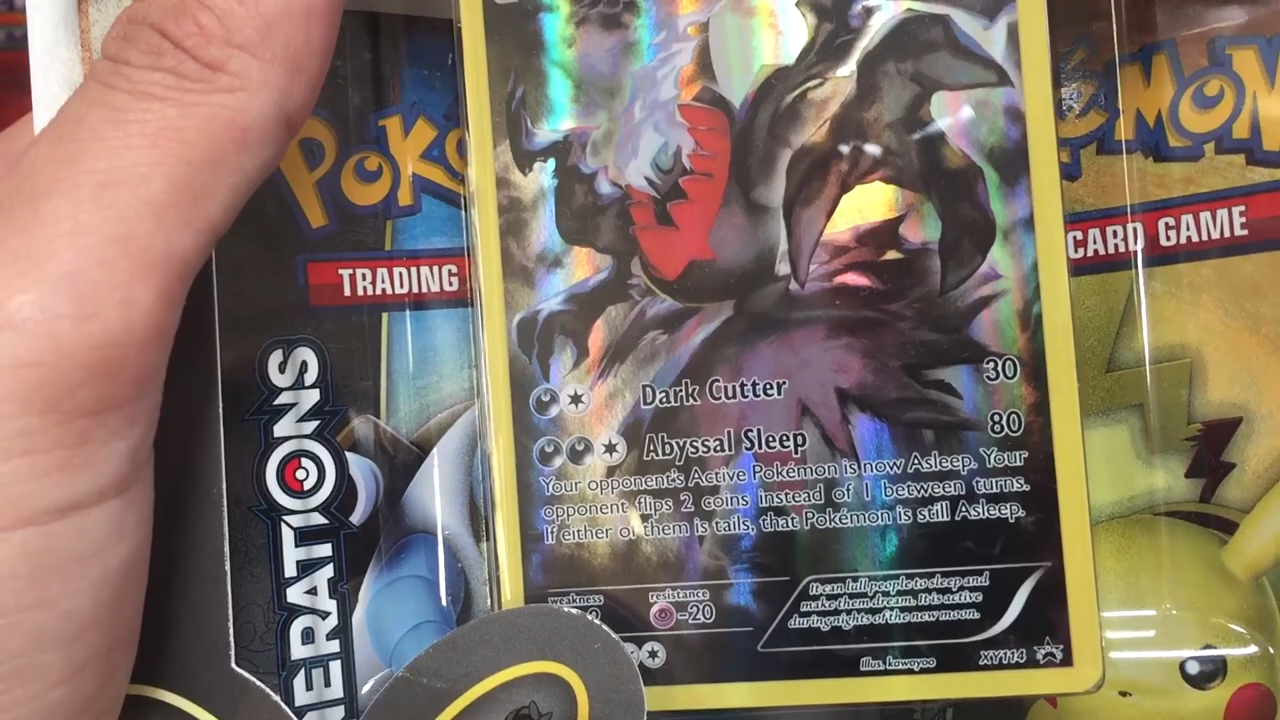 POKé
TRADING
ÉMON
CARD GAME
ERATIONS
Dark Cutter 30
Abyssal Sleep 80
Your opponent's Active Pokémon is now Asleep. Your
opponent flips 2 coins instead of 1 between turns.
If either of them is tails, that Pokémon is still Asleep.
weakness
resistance
-20
It can lull people to sleep and
make them dream. It is active
during nights of the new moon.
Illus. kawayoo
XY114